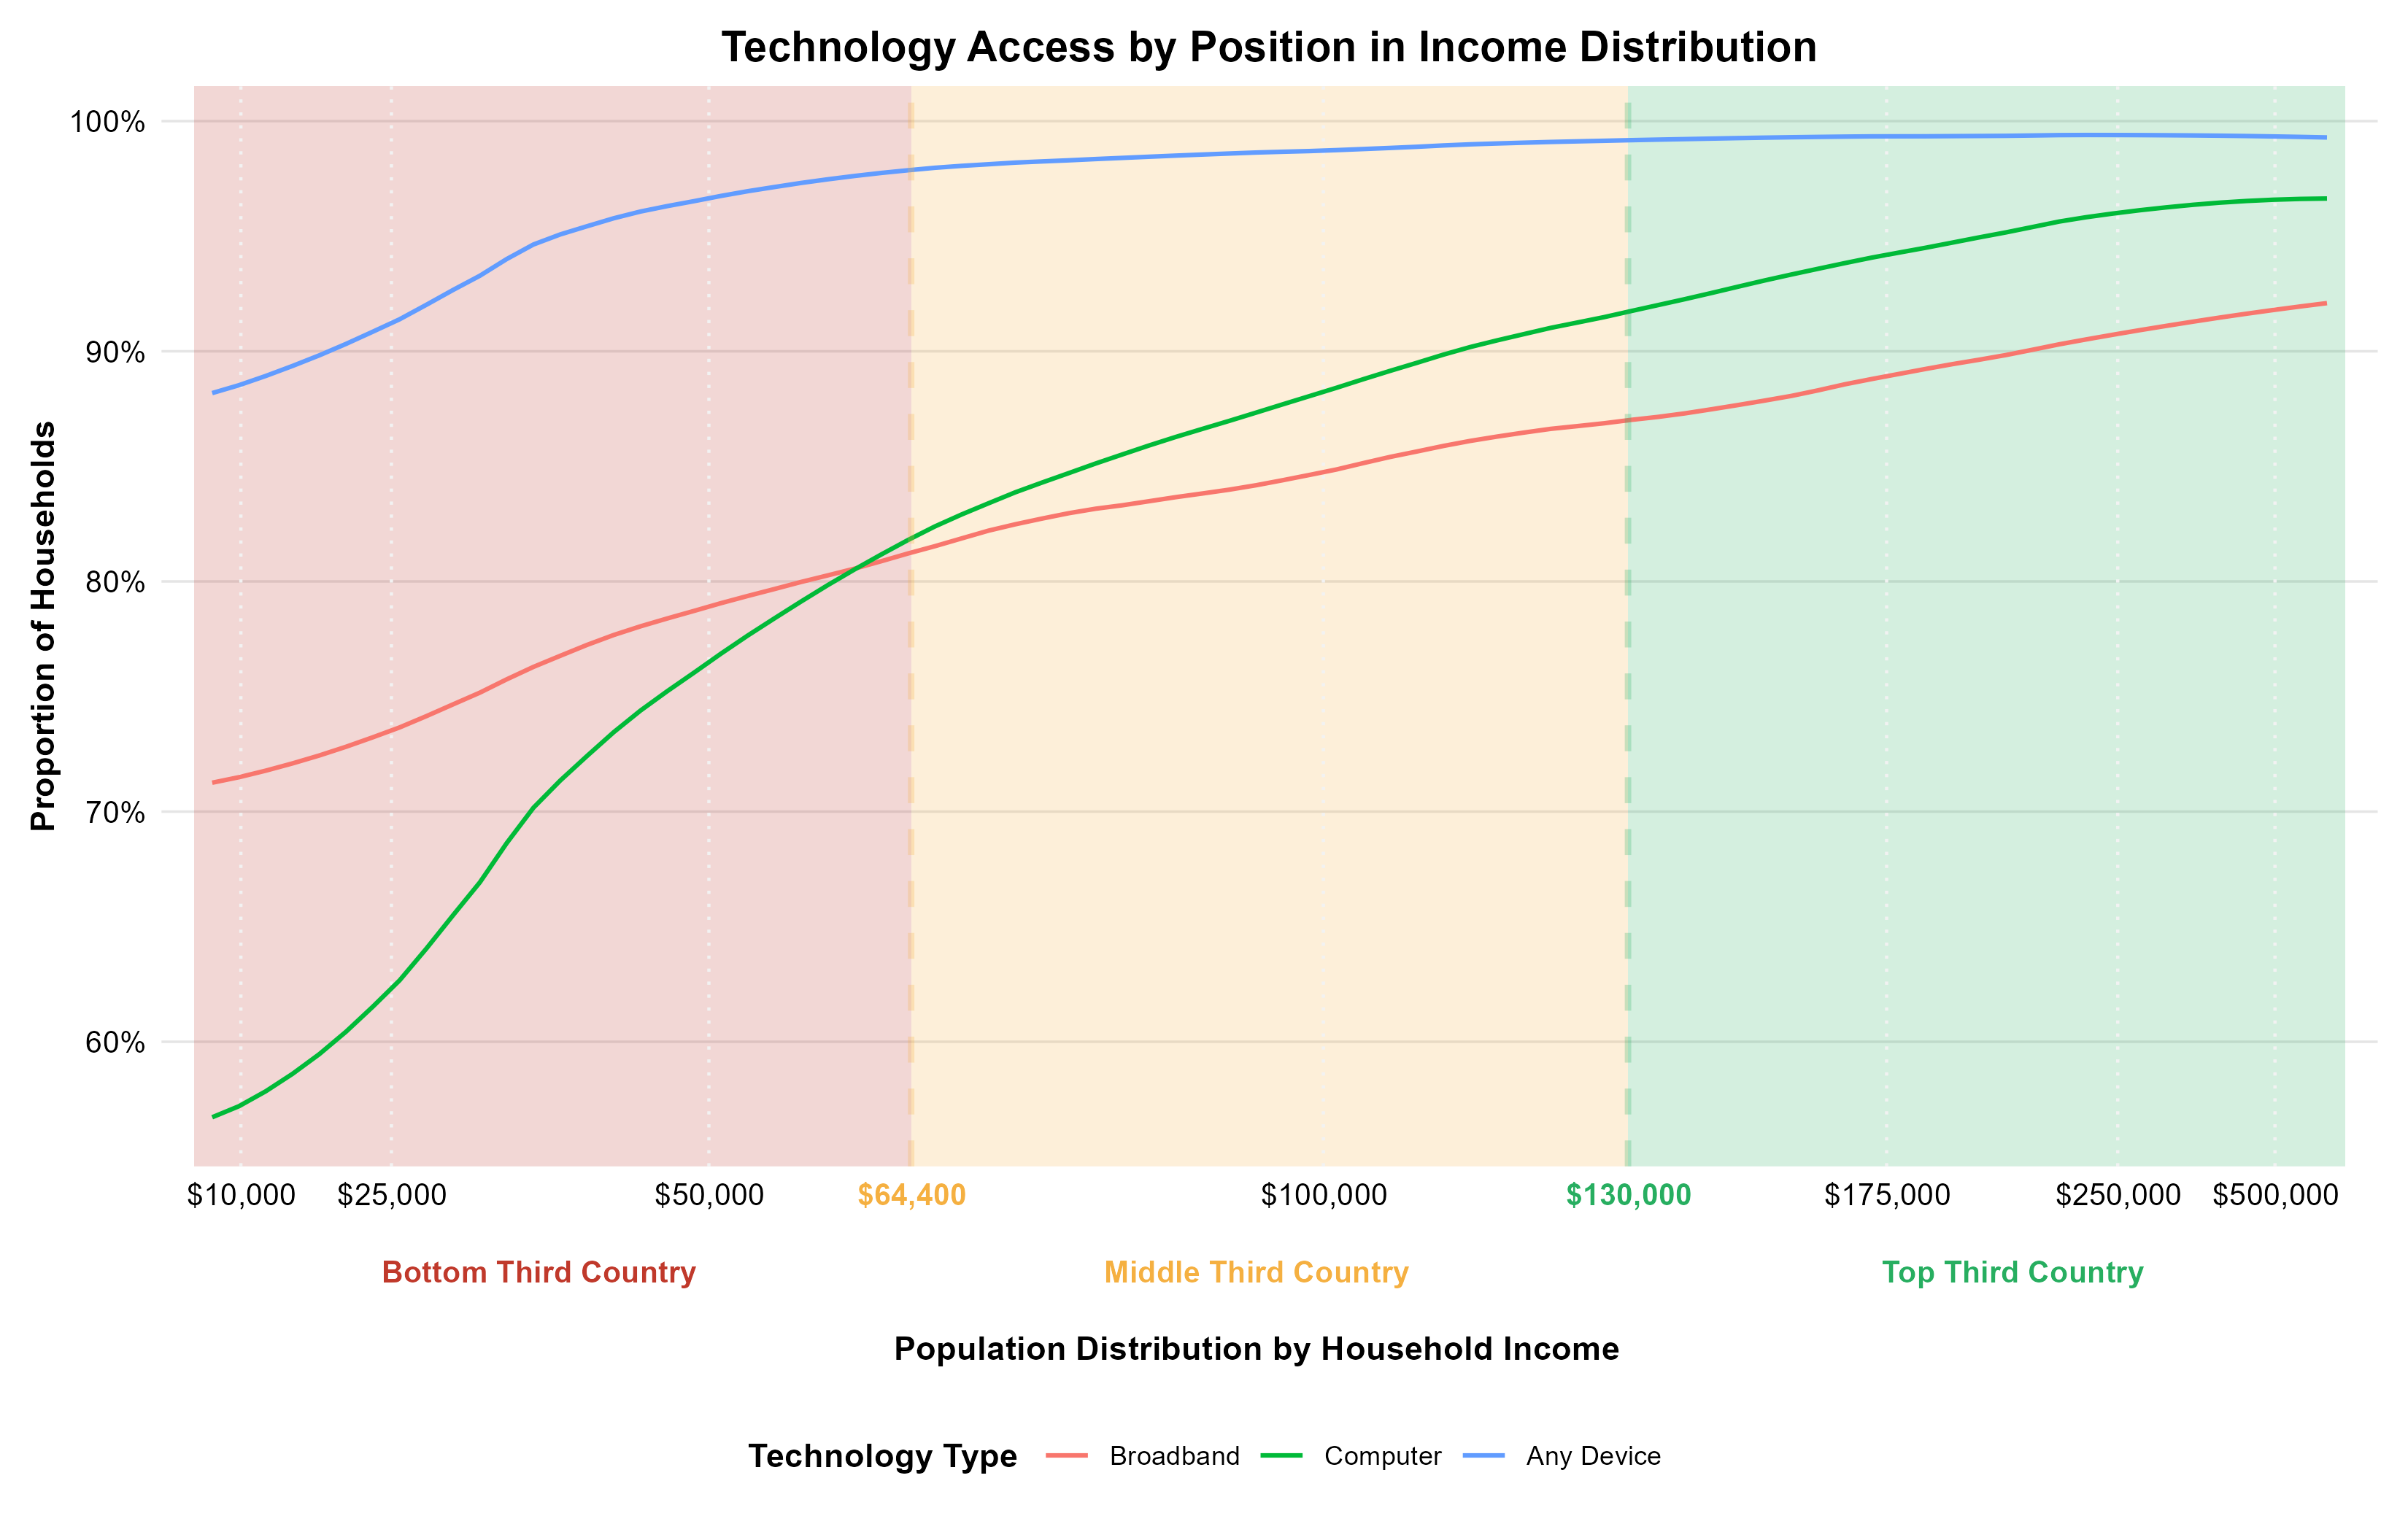 Technology Access by Position in Income Distribution
100%
90%
80%
70%
60%
Proportion of Households
$10,000 $25,000 $50,000 $64,400 $100,000 $130,000 $175,000 $250,000 $500,000
Bottom Third Country Middle Third Country Top Third Country
Population Distribution by Household Income
Technology Type Broadband Computer Any Device